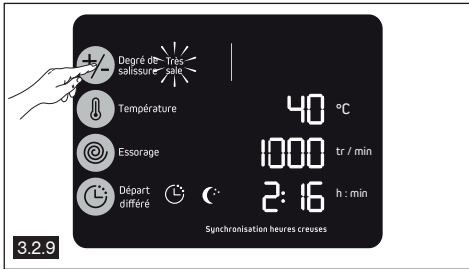 +/-
Degré de Très
salissure sale
Température 40 °C
Essorage 1000 tr / min
Départ
différé 2:16 h : min
Synchronisation heures creuses
3.2.9